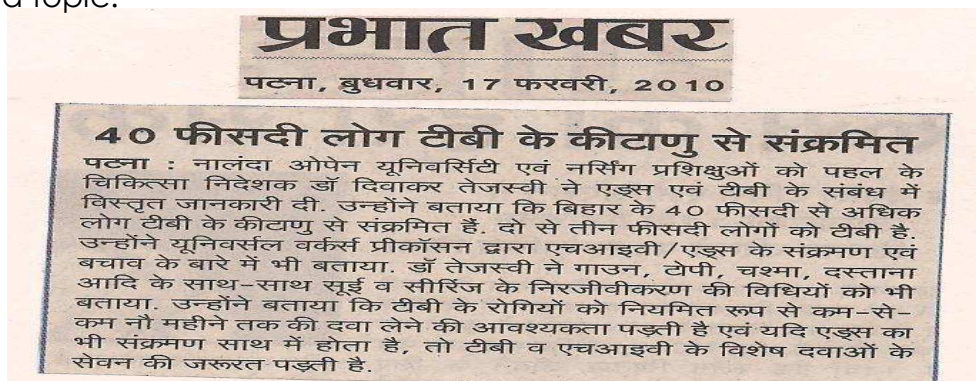 d topic.
प्रभात खबर
पटना, बुधवार, 17 फरवरी, 2010
40 फीसदी लोग टीबी के कीटाणु से संक्रमित
पटना : नालंदा ओपेन यूनिवर्सिटी एवं नर्सिंग प्रशिक्षुओं को पहल के
चिकित्सा निदेशक डॉ दिवाकर तेजस्वी ने एड्स एवं टीबी के संबंध में
विस्तृत जानकारी दी. उन्होंने बताया कि बिहार के 40 फीसदी से अधिक
लोग टीबी के कीटाणु से संक्रमित हैं. दो से तीन फीसदी लोगों को टीबी है.
उन्होंने यूनिवर्सल वर्कर्स प्रीकॉसन द्वारा एचआइवी/एड्स के संक्रमण एवं
बचाव के बारे में भी बताया. डॉ तेजस्वी ने गाउन, टोपी, चश्मा, दस्ताना
आदि के साथ-साथ सूई व सीरिंज के निरजीवीकरण की विधियों को भी
बताया. उन्होंने बताया कि टीबी के रोगियों को नियमित रूप से कम-से-
कम नौ महीने तक की दवा लेने की आवश्यकता पड़ती है एवं यदि एड्स का
भी संक्रमण साथ में होता है, तो टीबी व एचआइवी के विशेष दवाओं के
सेवन की जरूरत पड़ती है.